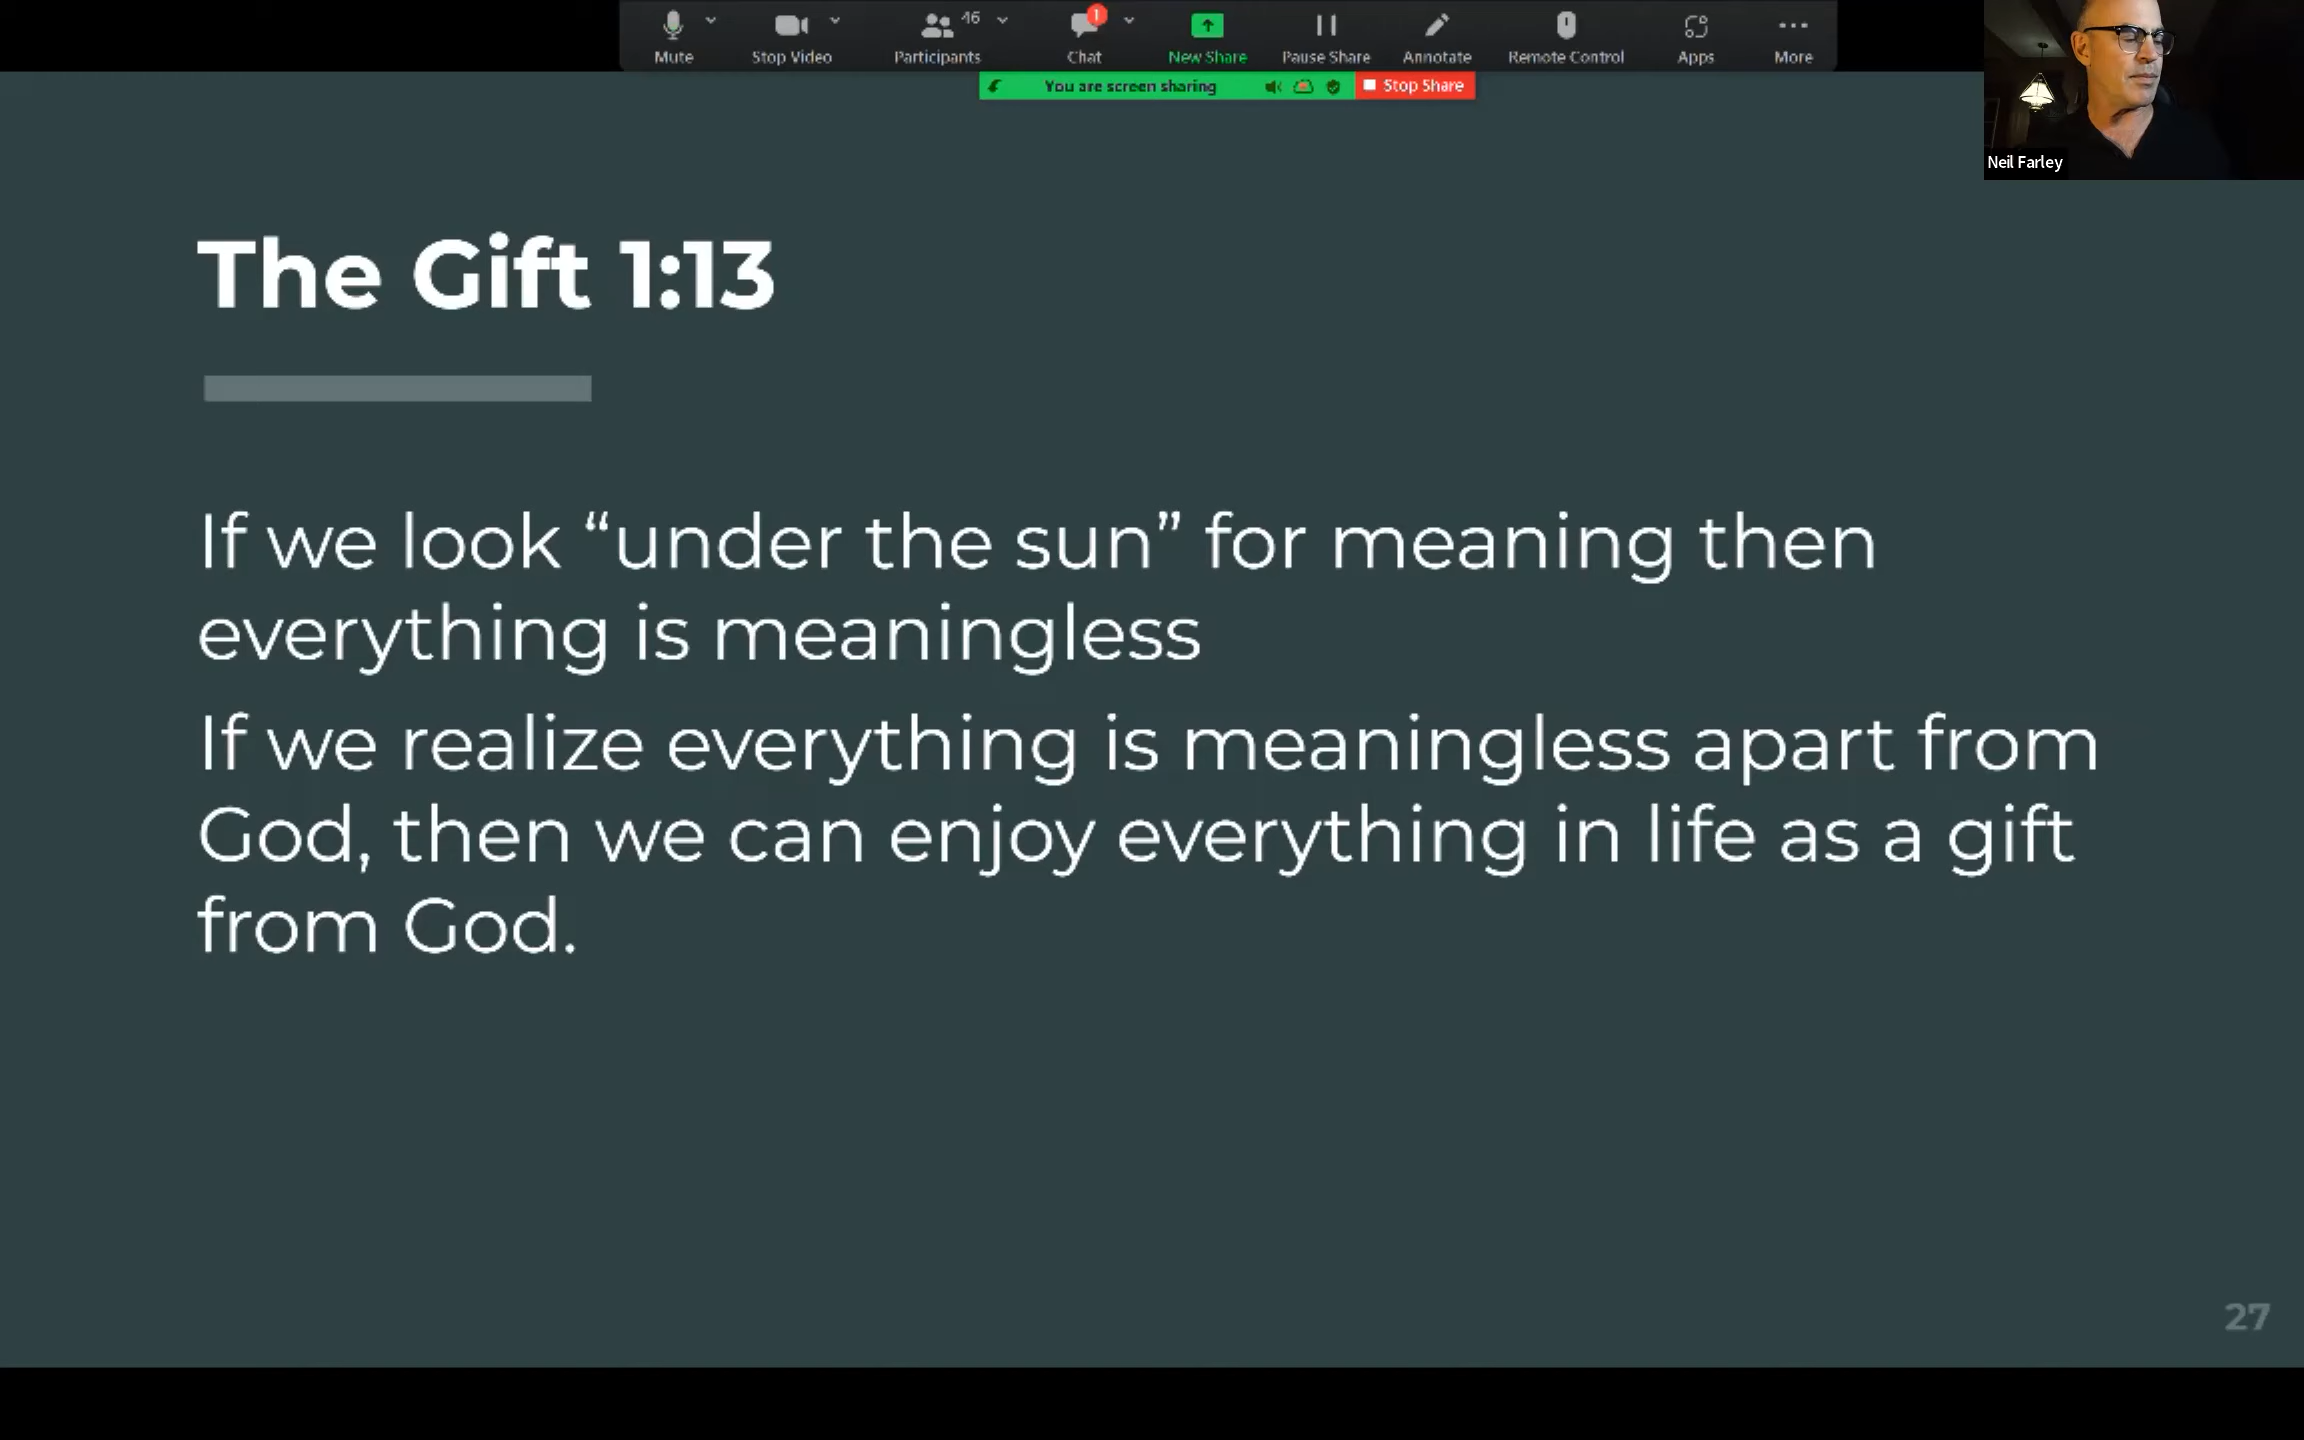 Mute
Stop Video
Participants
46
Chat
1
New Share
Pause Share
Annotate
Remote Control
Apps
More
You are screen sharing
Stop Share
Neil Farley
The Gift 1:13
If we look “under the sun” for meaning then
everything is meaningless
If we realize everything is meaningless apart from
God, then we can enjoy everything in life as a gift
from God.
27